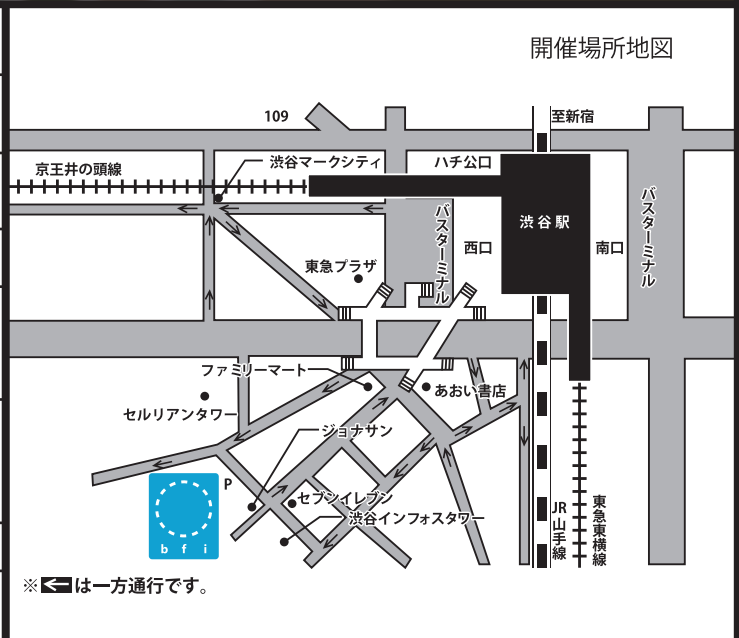 開催場所地図
109
至新宿
京王井の頭線
渋谷マークシティ
ハチ公口
バスターミナル
渋谷駅
西口
南口
バスターミナル
東急プラザ
ファミリーマート
あおい書店
セルリアンタワー
ジョナサン
P
セブンイレブン
渋谷インフォスタワー
bfi
JR山手線
東急東横線
※ は一方通行です。